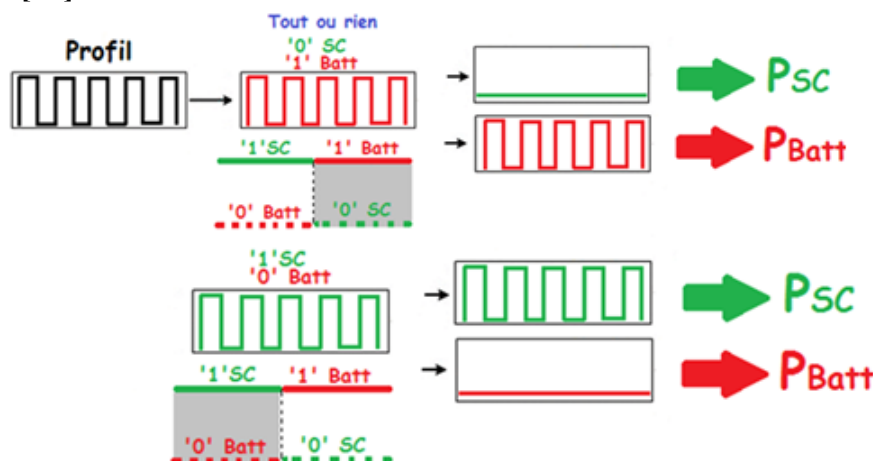 Tout ou rien
Profil
'0' SC
'1' Batt
PSC
PBatt
'1'SC '1' Batt
'0' Batt '0' SC
'1'SC
'0' Batt
PSC
PBatt
'1'SC '1' Batt
'0' Batt '0' SC